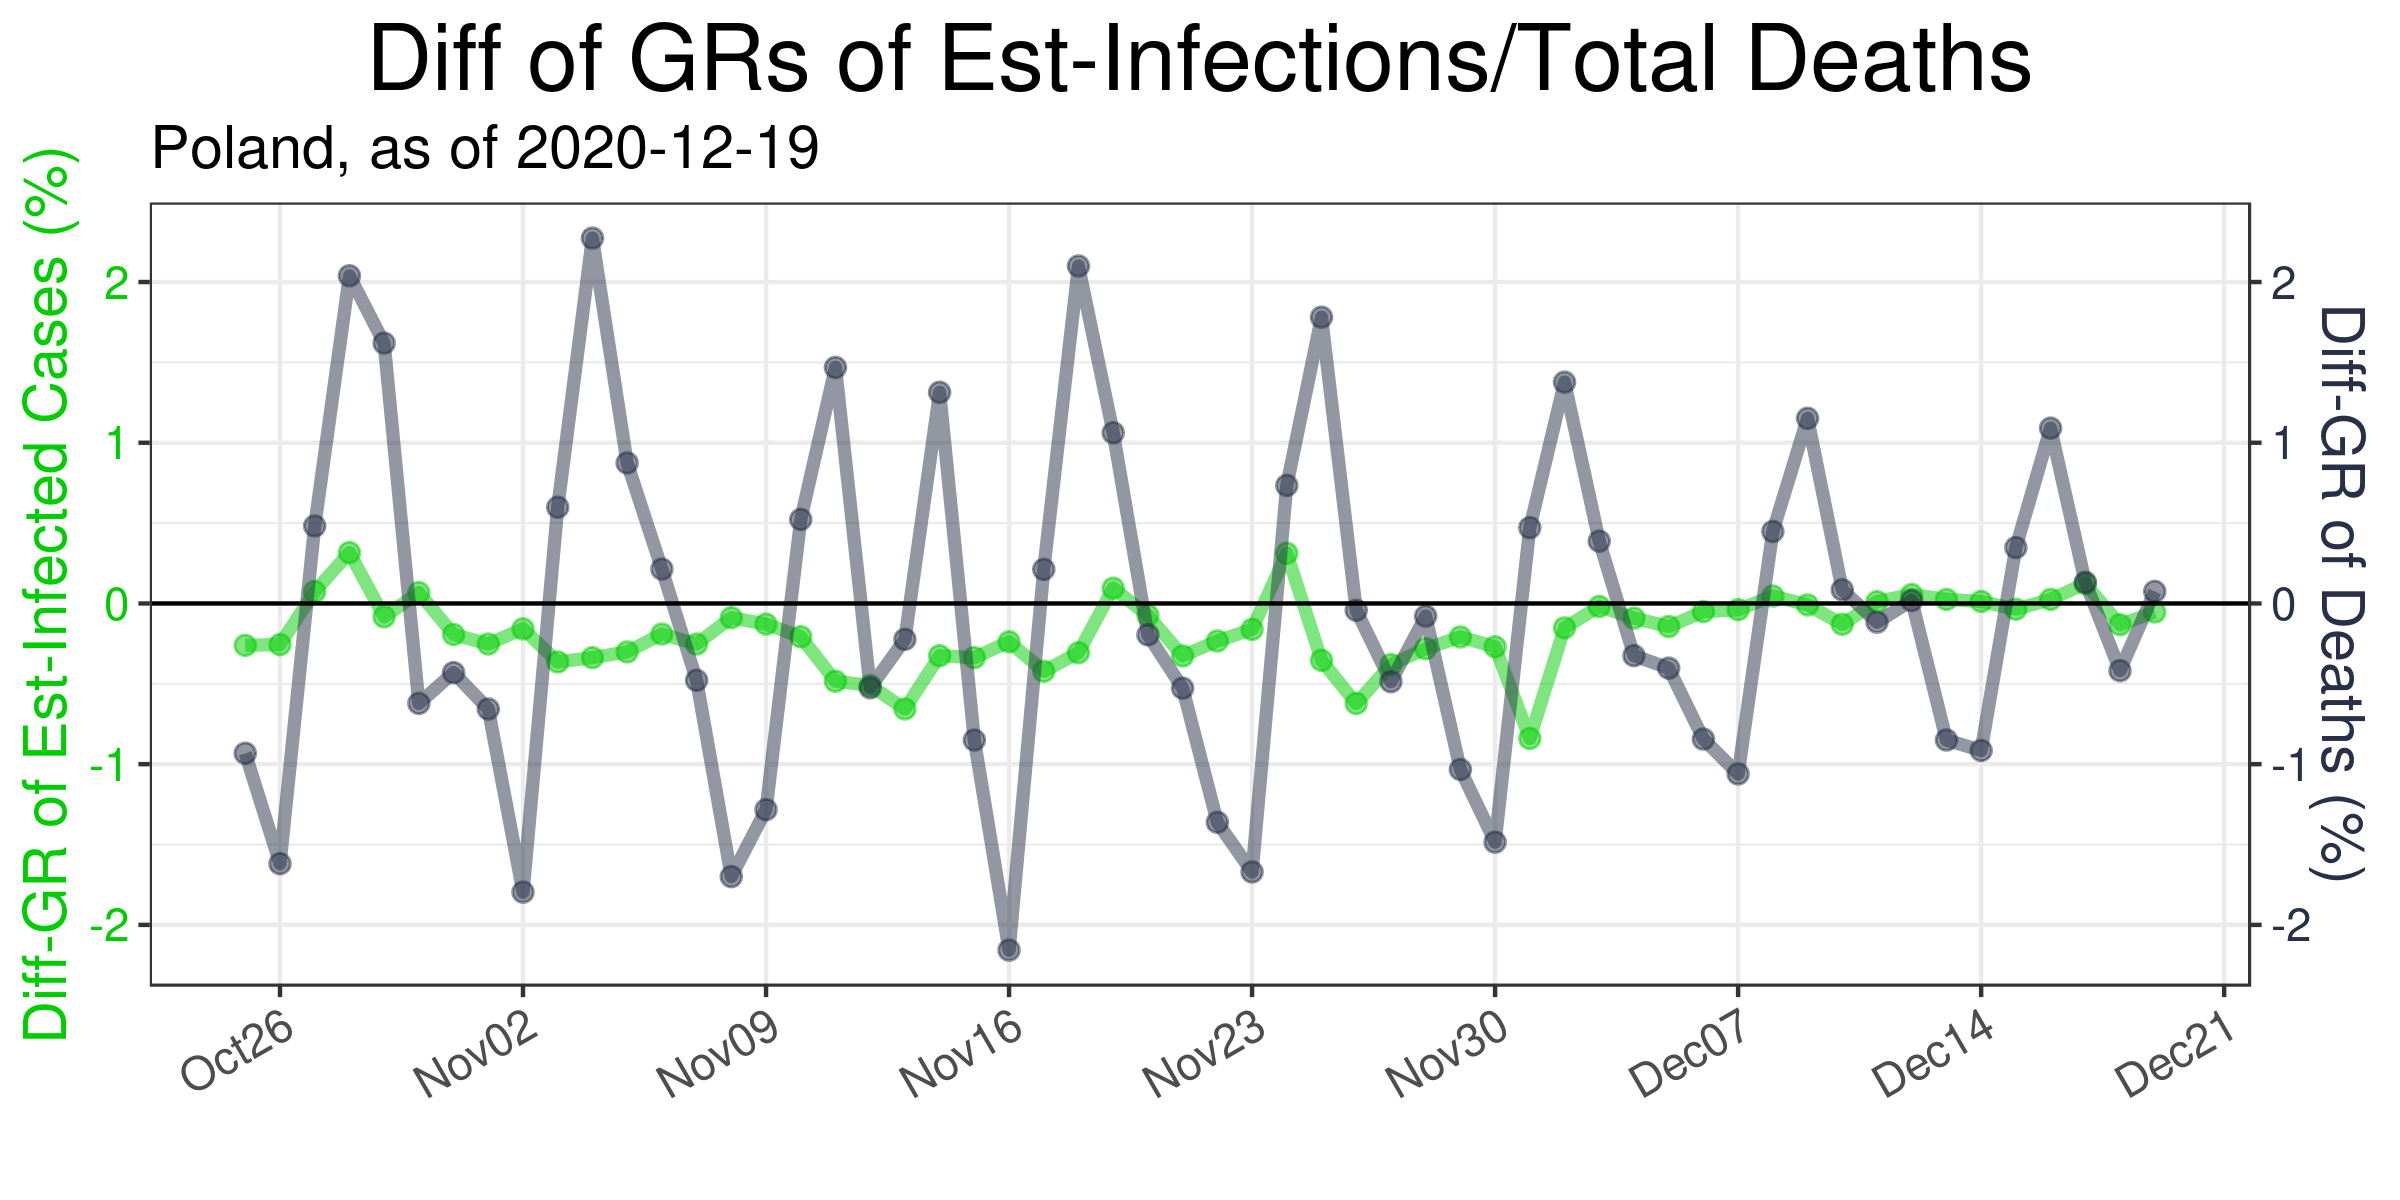 Diff of GRs of Est-Infections/Total Deaths
Poland, as of 2020-12-19
Diff-GR of Est-Infected Cases (%)
2
1
0
-1
-2
2
1
0
-1
-2
Diff-GR of Deaths (%)
Oct26
Nov02
Nov09
Nov16
Nov23
Nov30
Dec07
Dec14
Dec21